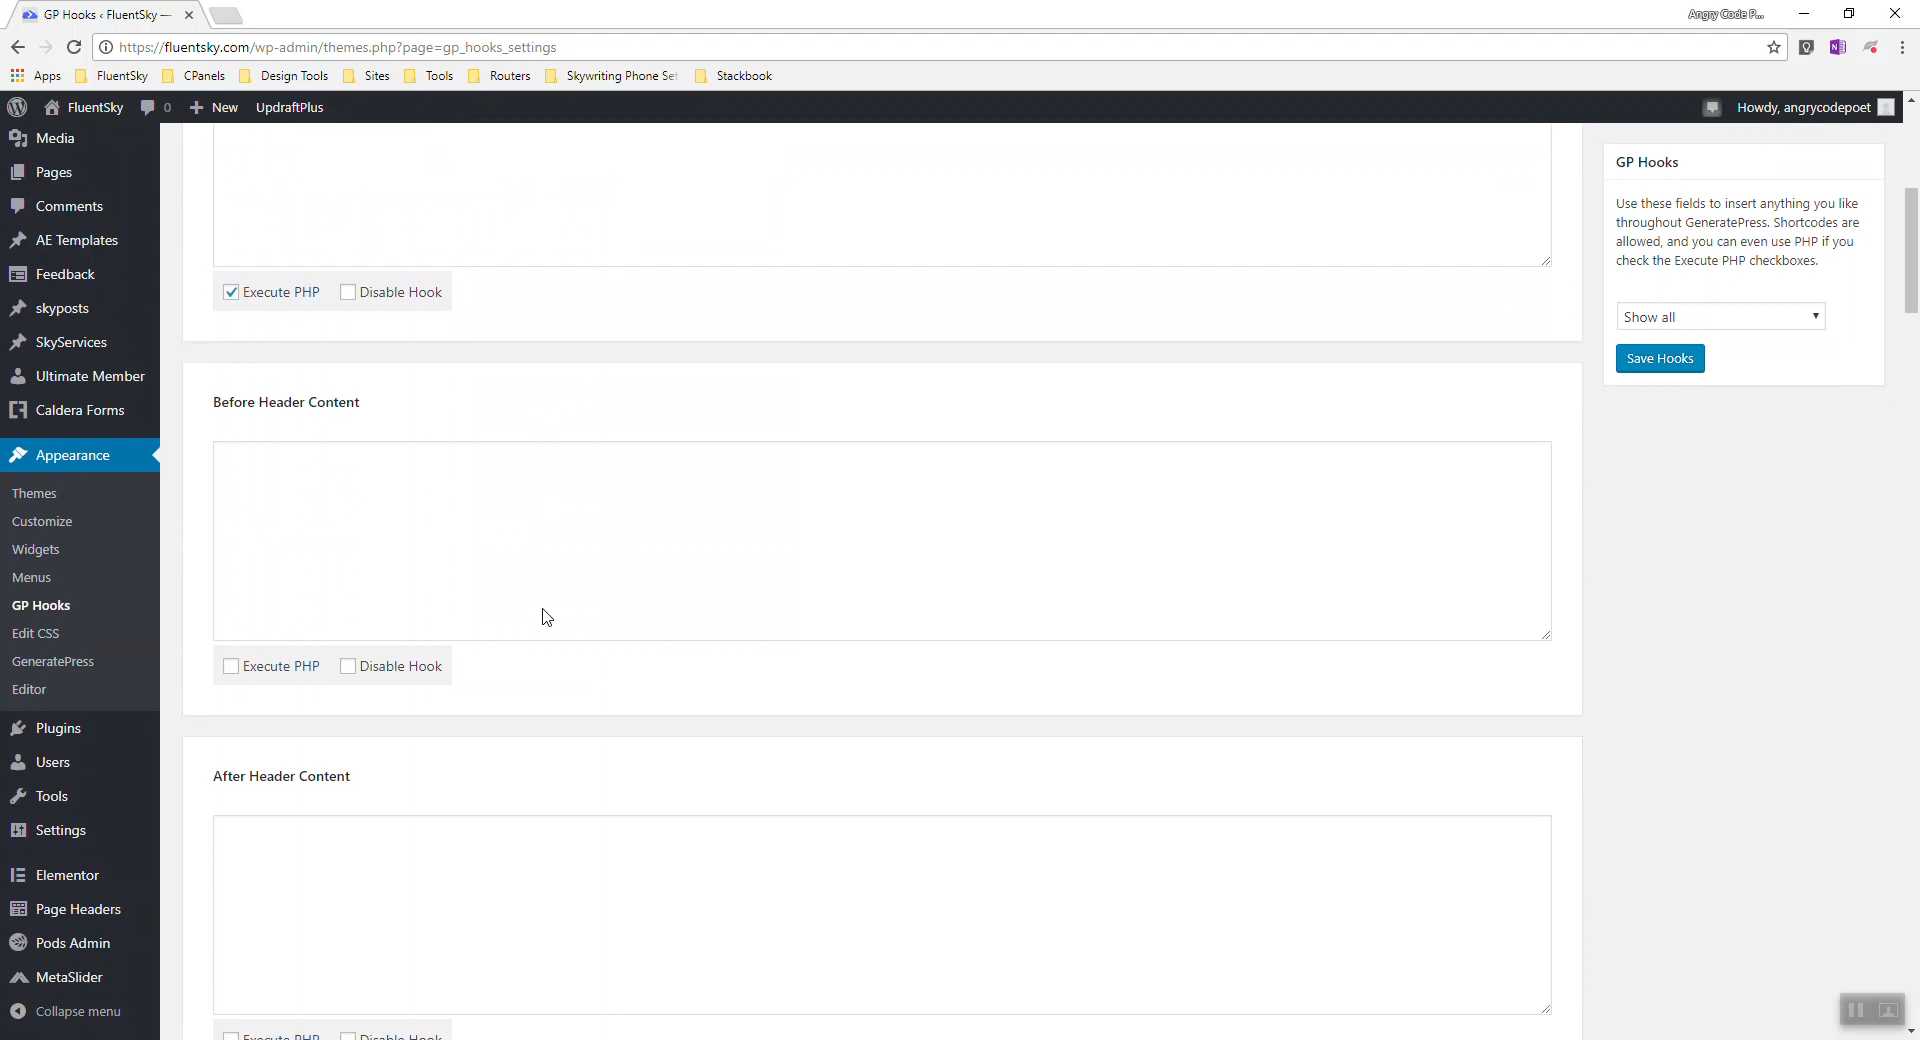 GP Hooks ‹ FluentSky —
Angry Code P...
https://fluentsky.com/wp-admin/themes.php?page=gp_hooks_settings
Apps FluentSky CPanels Design Tools Sites Tools Routers Skywriting Phone Set Stackbook
FluentSky 0 New UpdraftPlus Howdy, angrycodepoet
Media
Pages
Comments
AE Templates
Feedback
skyposts
SkyServices
Ultimate Member
Caldera Forms
Appearance
Themes
Customize
Widgets
Menus
GP Hooks
Edit CSS
GeneratePress
Editor
Plugins
Users
Tools
Settings
Elementor
Page Headers
Pods Admin
MetaSlider
Collapse menu
Execute PHP Disable Hook
Before Header Content
Execute PHP Disable Hook
After Header Content
Execute PHP Disable Hook
GP Hooks
Use these fields to insert anything you like
throughout GeneratePress. Shortcodes are
allowed, and you can even use PHP if you
check the Execute PHP checkboxes.
Show all
Save Hooks